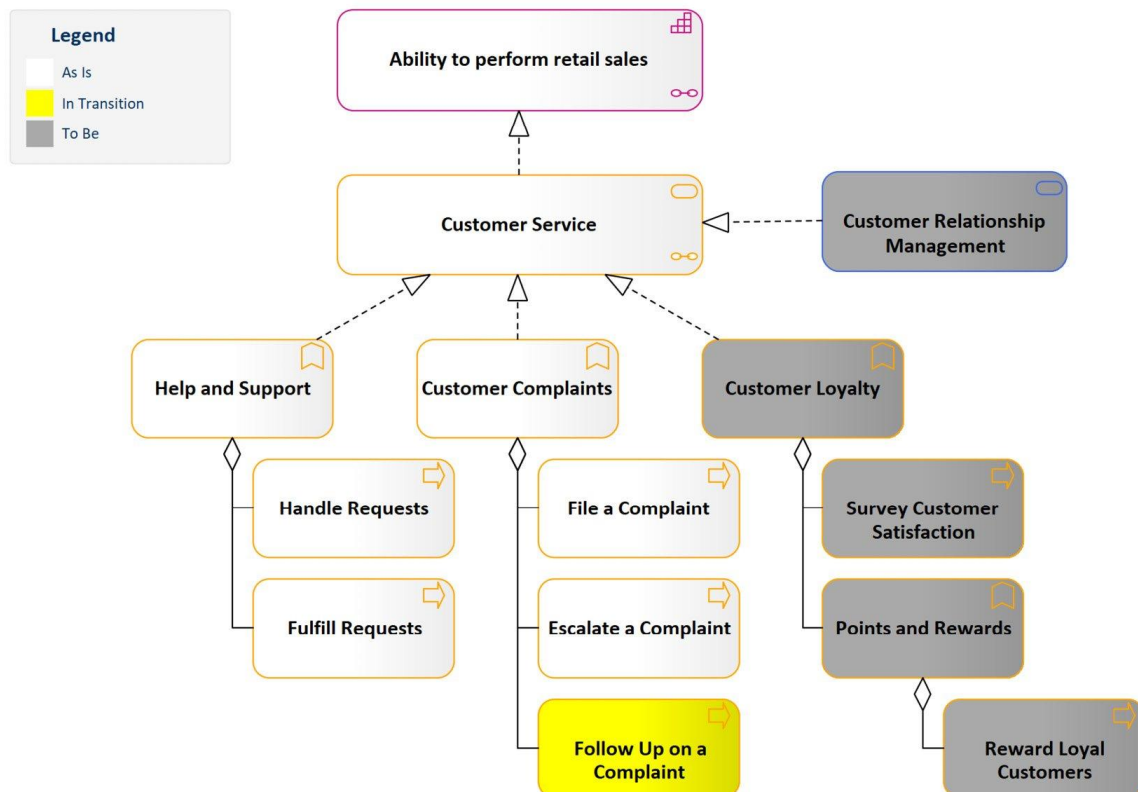 Legend
As Is
In Transition
To Be
Ability to perform retail sales
Customer Service
Customer Relationship
Management
Help and Support
Customer Complaints
Customer Loyalty
Handle Requests
File a Complaint
Survey Customer
Satisfaction
Fulfill Requests
Escalate a Complaint
Points and Rewards
Follow Up on a
Complaint
Reward Loyal
Customers